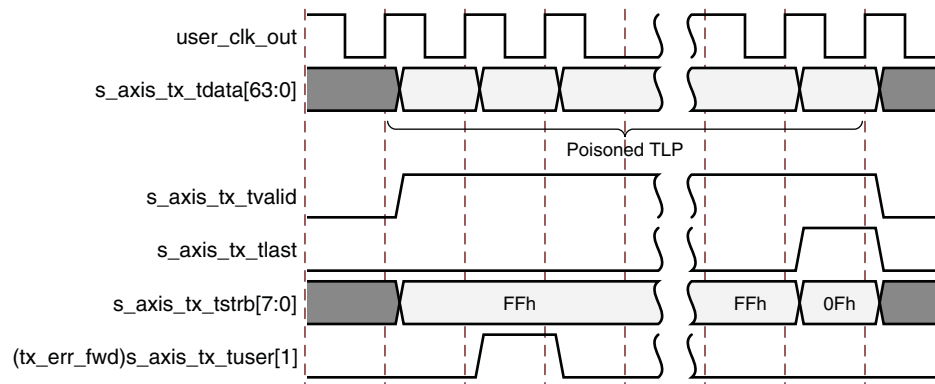 user_clk_out
s_axis_tx_tdata[63:0]
Poisoned TLP
s_axis_tx_tvalid
s_axis_tx_tlast
s_axis_tx_tstrb[7:0] FFh FFh 0Fh
(tx_err_fwd)s_axis_tx_tuser[1]